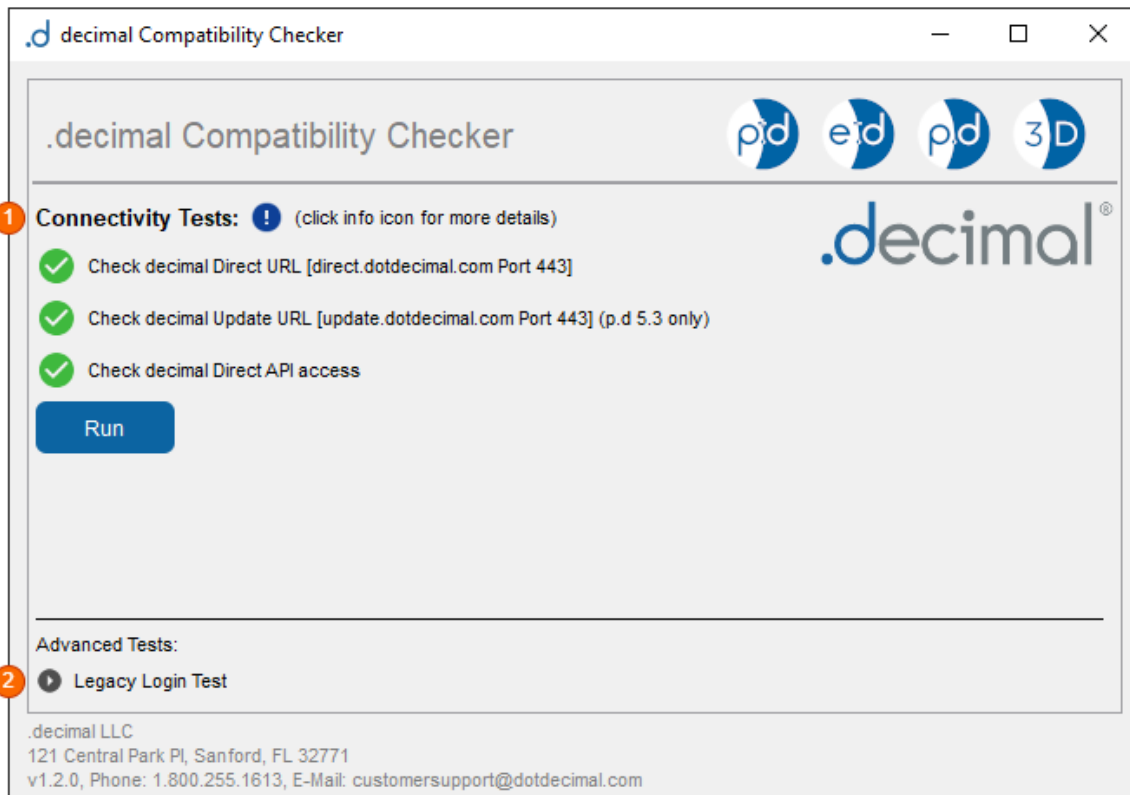 .d decimal Compatibility Checker
.decimal Compatibility Checker
p.d e.d p.d 3D
1 Connectivity Tests: ! (click info icon for more details)
.decimal®
Check decimal Direct URL [direct.dotdecimal.com Port 443]
Check decimal Update URL [update.dotdecimal.com Port 443] (p.d 5.3 only)
Check decimal Direct API access
Run
Advanced Tests:
2 Legacy Login Test
.decimal LLC
121 Central Park Pl, Sanford, FL 32771
v1.2.0, Phone: 1.800.255.1613, E-Mail: customersupport@dotdecimal.com